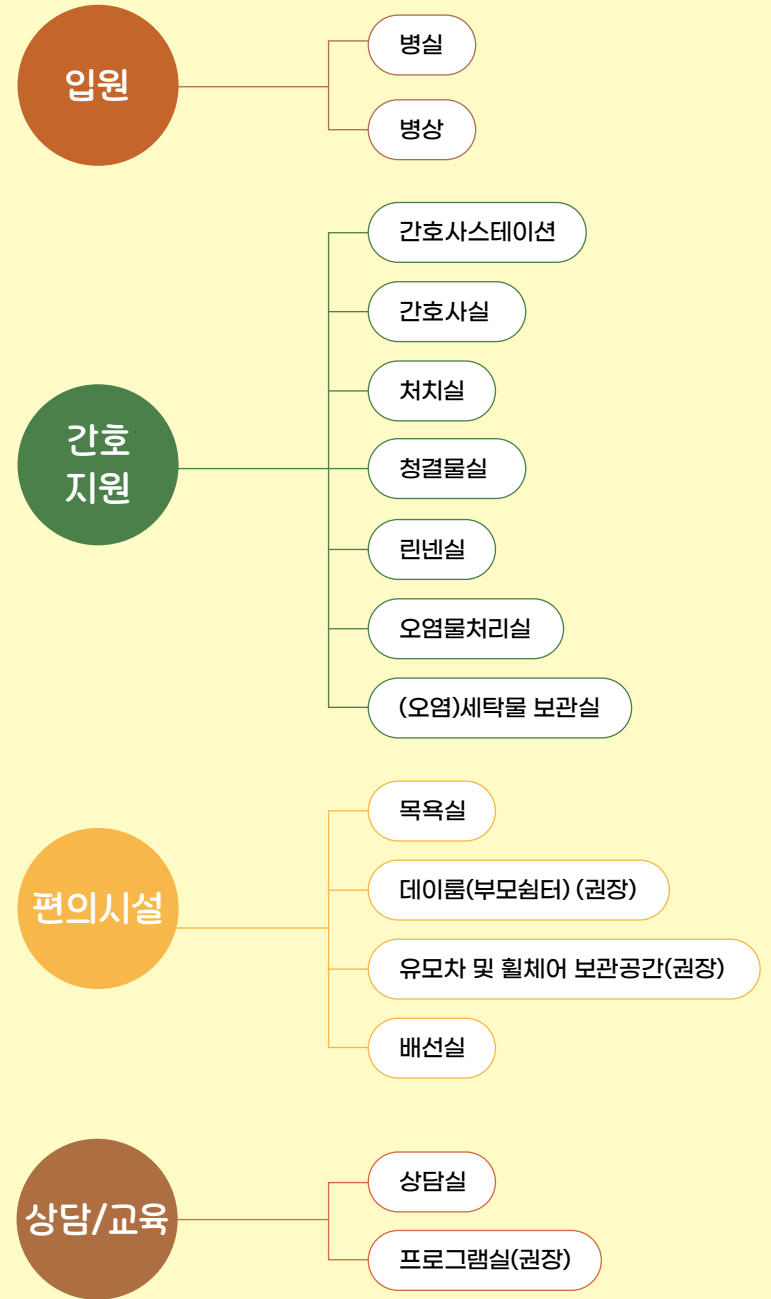 입원
병실
병상
간호
지원
간호사스테이션
간호사실
처치실
청결물실
린넨실
오염물처리실
(오염)세탁물 보관실
편의시설
목욕실
데이룸(부모쉼터) (권장)
유모차 및 휠체어 보관공간(권장)
배선실
상담/교육
상담실
프로그램실(권장)